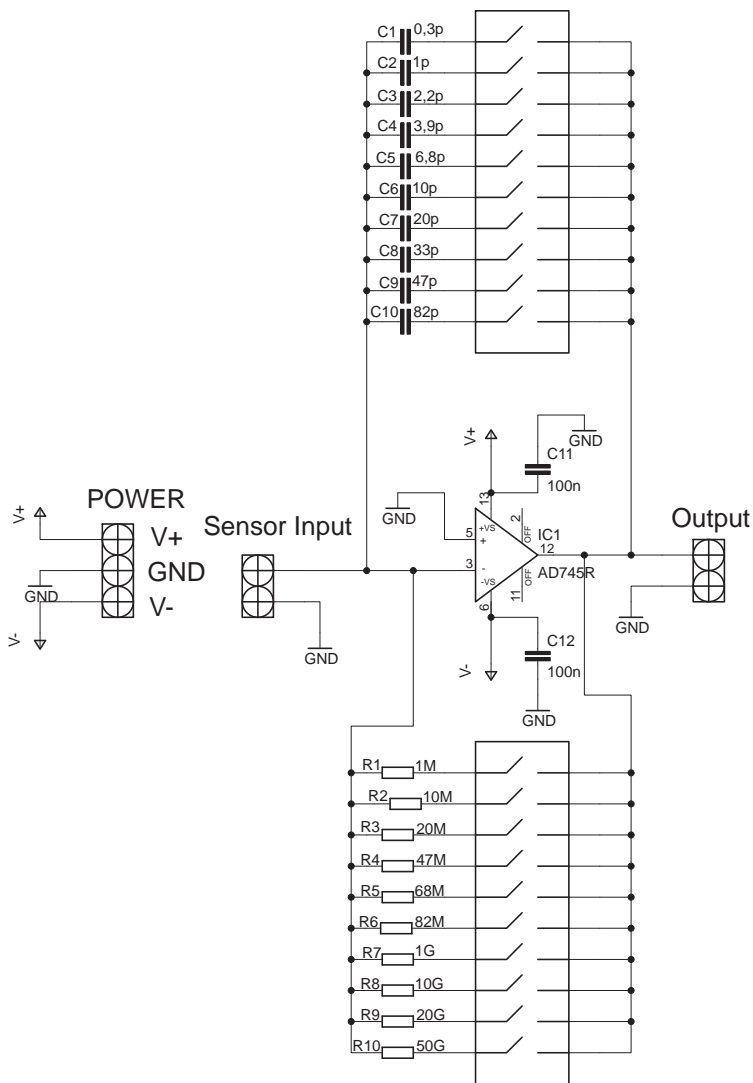 C1 0,3p
C2 1p
C3 2,2p
C4 3,9p
C5 6,8p
C6 10p
C7 20p
C8 33p
C9 47p
C10 82p
V+
GND
C11
100n
13
GND
POWER
V+
V+
GND
GND
V-
V-
Sensor Input
GND
5
+VS
+
2
OFF
IC1
12
3
-
-VS
AD745R
11
OFF
6
Output
GND
V-
C12
100n
GND
R1 1M
R2 10M
R3 20M
R4 47M
R5 68M
R6 82M
R7 1G
R8 10G
R9 20G
R10 50G